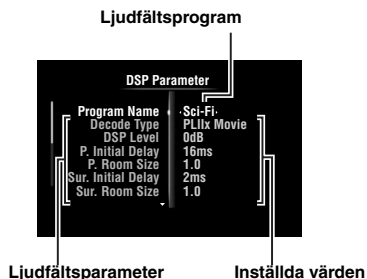 Ljudfältsprogram
DSP Parameter
Program Name Sci-Fi
Decode Type PLIIx Movie
DSP Level 0dB
P. Initial Delay 16ms
P. Room Size 1.0
Sur. Initial Delay 2ms
Sur. Room Size 1.0
Ljudfältsparameter Inställda värden